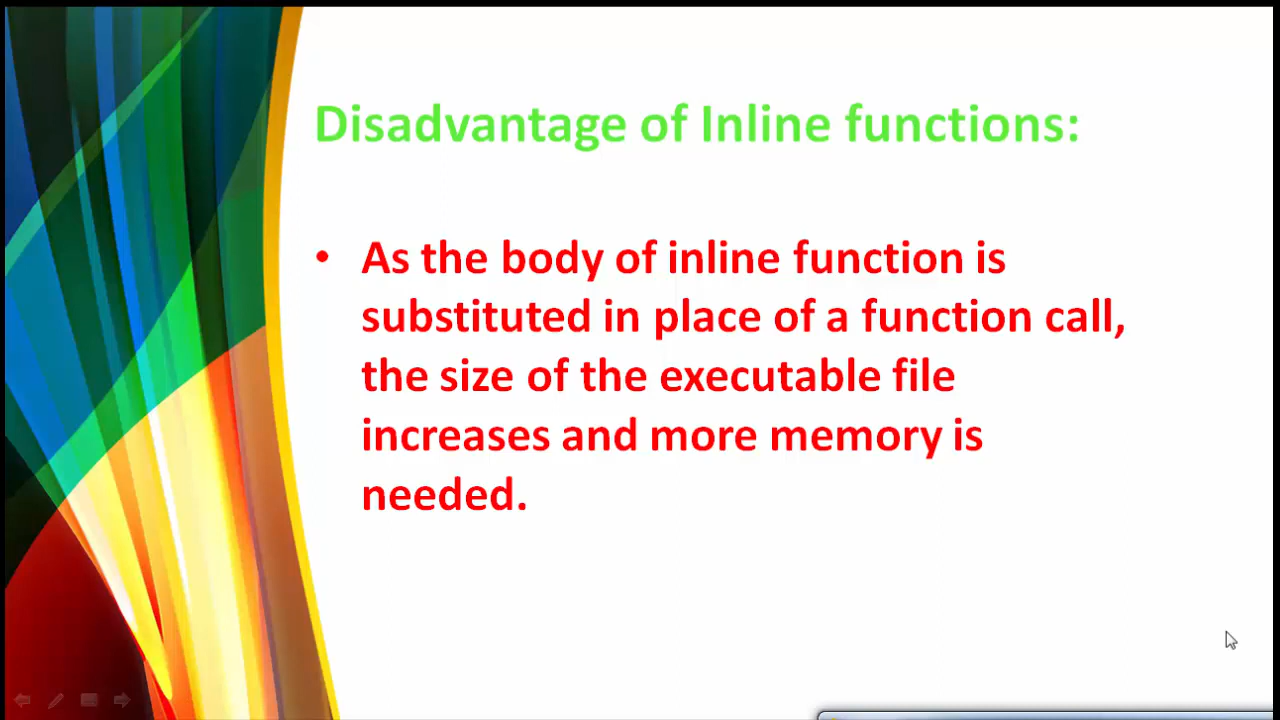 Disadvantage of Inline functions:
• As the body of inline function is
substituted in place of a function call,
the size of the executable file
increases and more memory is
needed.